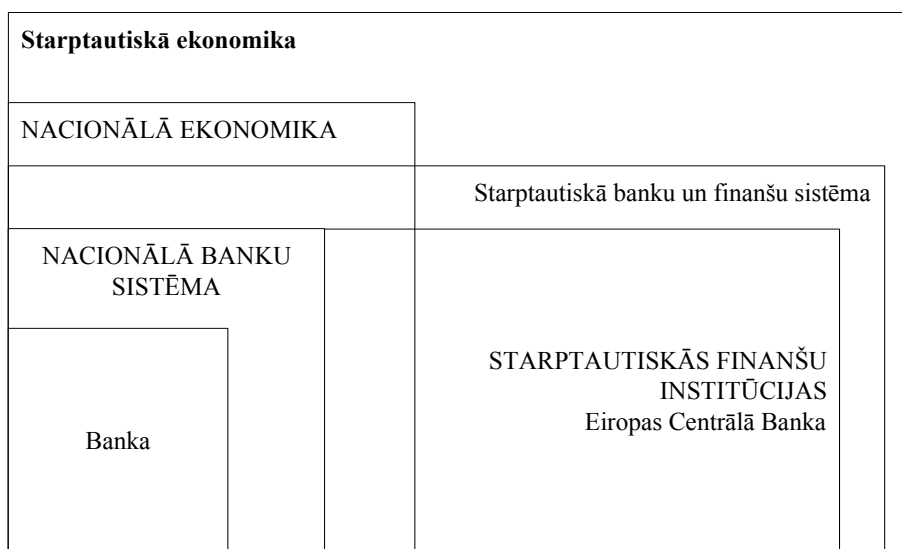 Starptautiskā ekonomika
NACIONĀLĀ EKONOMIKA
Starptautiskā banku un finanšu sistēma
NACIONĀLĀ BANKU
SISTĒMA
STARPTAUTISKĀS FINANŠU
INSTITŪCIJAS
Eiropas Centrālā Banka
Banka